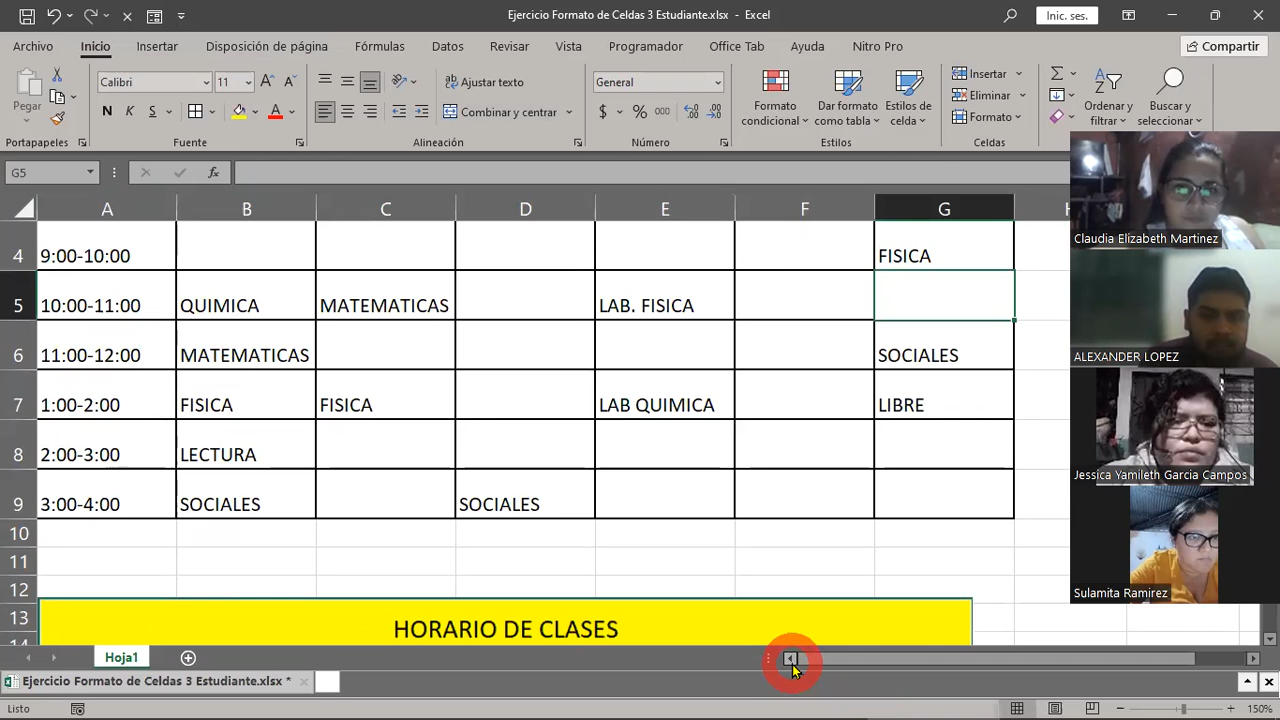 Ejercicio Formato de Celdas 3 Estudiante.xlsx - Excel
Inic. ses.
Archivo Inicio Insertar Disposición de página Fórmulas Datos Revisar Vista Programador Office Tab Ayuda Nitro Pro Compartir
Pegar
Calibri 11
N K S
Ajustar texto
Combinar y centrar
General
$ % 000
Formato condicional
Dar formato como tabla
Estilos de celda
Insertar
Eliminar
Formato
Ordenar y filtrar
Buscar y seleccionar
Portapapeles Fuente Alineación Número Estilos Celdas
G5 fx
A B C D E F G
4 9:00-10:00 FISICA
5 10:00-11:00 QUIMICA MATEMATICAS LAB. FISICA
6 11:00-12:00 MATEMATICAS SOCIALES
7 1:00-2:00 FISICA FISICA LAB QUIMICA LIBRE
8 2:00-3:00 LECTURA
9 3:00-4:00 SOCIALES SOCIALES
10
11
12
13 HORARIO DE CLASES
14
Claudia Elizabeth Martinez
ALEXANDER LOPEZ
Jessica Yamileth Garcia Campos
Sulamita Ramirez
Hoja1
Ejercicio Formato de Celdas 3 Estudiante.xlsx *
Listo
150%